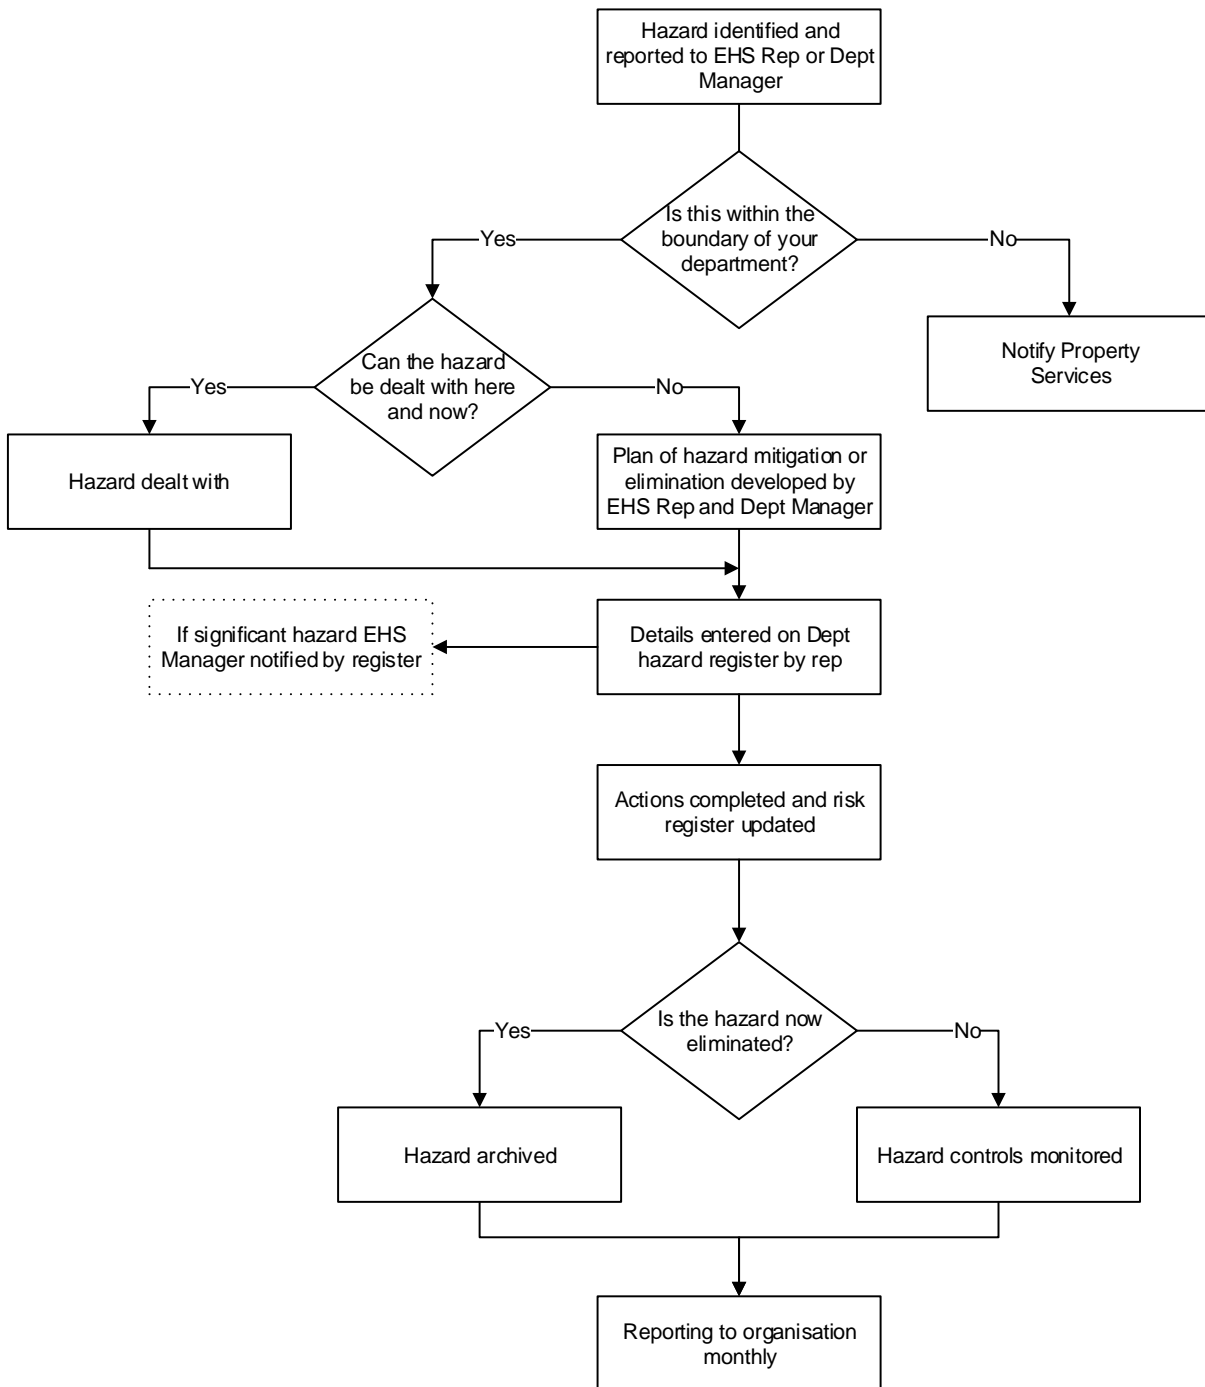 Hazard identified and
reported to EHS Rep or Dept
Manager
Is this within the
boundary of your
department?
Yes
No
Notify Property
Services
Can the hazard
be dealt with here
and now?
Yes
No
Hazard dealt with
Plan of hazard mitigation or
elimination developed by
EHS Rep and Dept Manager
If significant hazard EHS
Manager notified by register
Details entered on Dept
hazard register by rep
Actions completed and risk
register updated
Is the hazard now
eliminated?
Yes
No
Hazard archived
Hazard controls monitored
Reporting to organisation
monthly